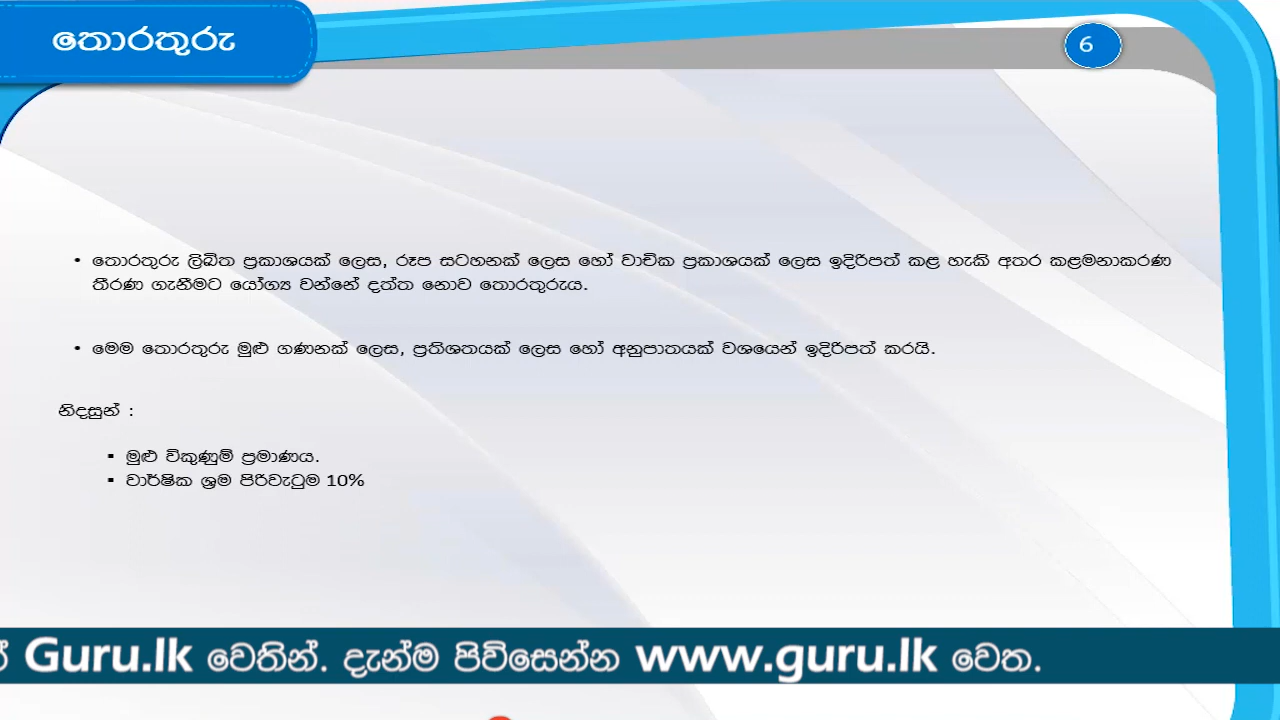 තොරතුරු
6
• තොරතුරු ලිඛිත ප්‍රකාශයක් ලෙස, රූප සටහනක් ලෙස හෝ වාචික ප්‍රකාශයක් ලෙස ඉදිරිපත් කළ හැකි අතර කළමනාකරණ
තීරණ ගැනීමට යෝග්‍ය වන්නේ දත්ත නොව තොරතුරුය.
• මෙම තොරතුරු මුළු ගණනක් ලෙස, ප්‍රතිශතයක් ලෙස හෝ අනුපාතයක් වශයෙන් ඉදිරිපත් කරයි.
නිදසුන් :
▪ මුළු විකුණුම් ප්‍රමාණය.
▪ වාර්ෂික ශ්‍රම පිරිවැටුම 10%
Guru.lk වෙතින්. දැන්ම පිවිසෙන්න www.guru.lk වෙත.